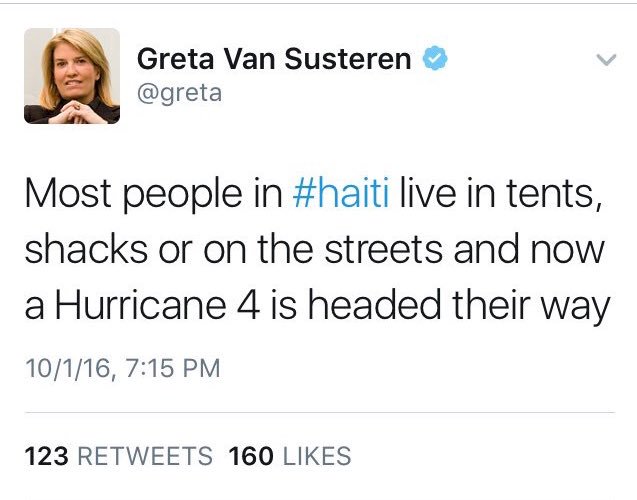 Greta Van Susteren
@greta
Most people in #haiti live in tents,
shacks or on the streets and now
a Hurricane 4 is headed their way
10/1/16, 7:15 PM
123 RETWEETS 160 LIKES